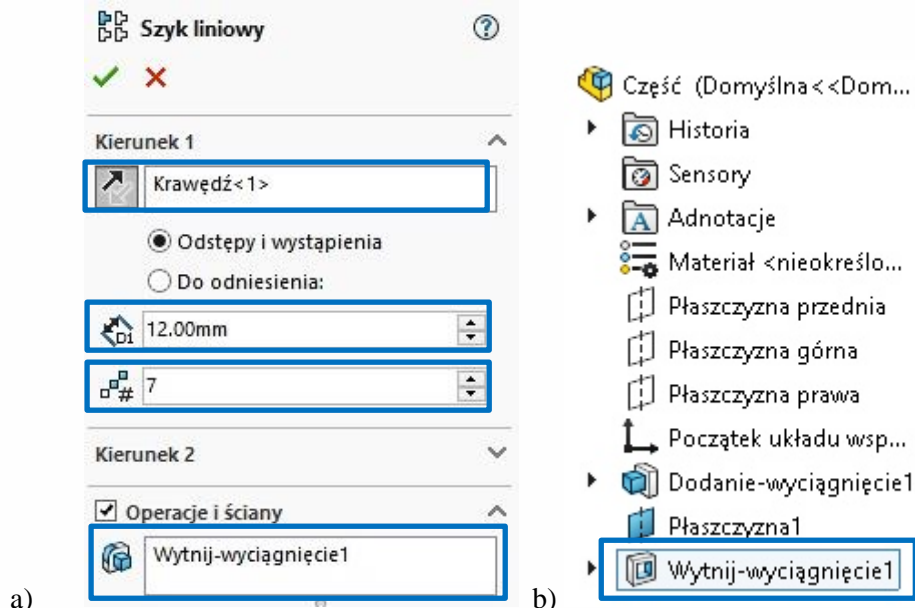 Szyk liniowy
Kierunek 1
Krawędź<1>
Odstępy i wystąpienia
Do odniesienia:
D1 12.00mm
# 7
Kierunek 2
Operacje i ściany
Wytnij-wyciągnięcie1
a)
Część (Domyślna<<Dom...
Historia
Sensory
A Adnotacje
Materiał <nieokreślo...
Płaszczyzna przednia
Płaszczyzna górna
Płaszczyzna prawa
Początek układu wsp...
Dodanie-wyciągnięcie1
Płaszczyzna1
Wytnij-wyciągnięcie1
b)